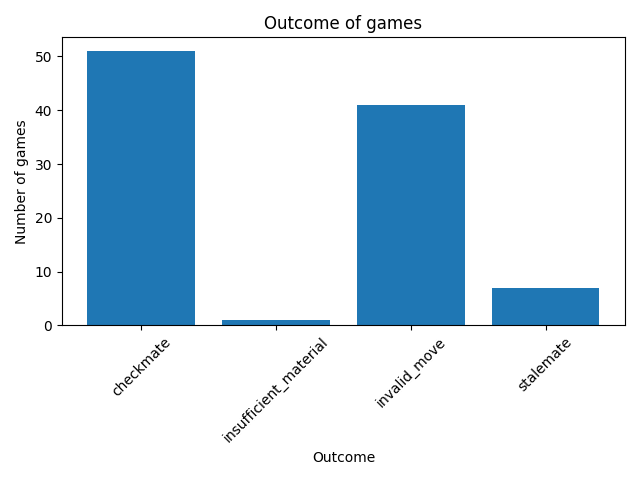 Outcome of games
Number of games
50
40
30
20
10
0
checkmate
insufficient_material
invalid_move
stalemate
Outcome